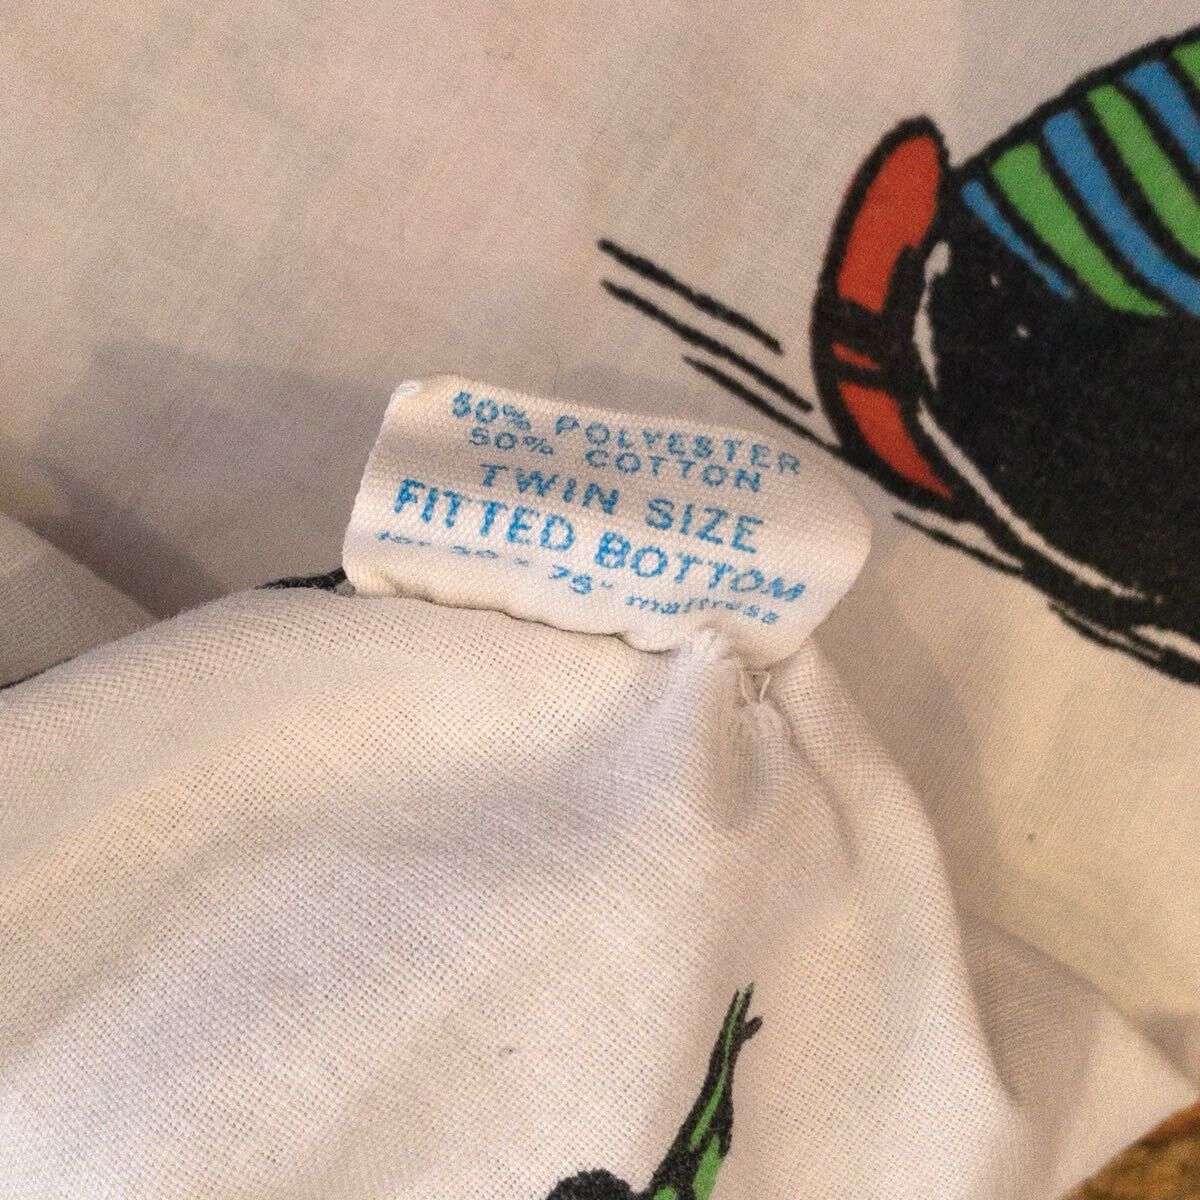 50% POLYESTER
50% COTTON
TWIN SIZE
FITTED BOTTOM
75" mattress